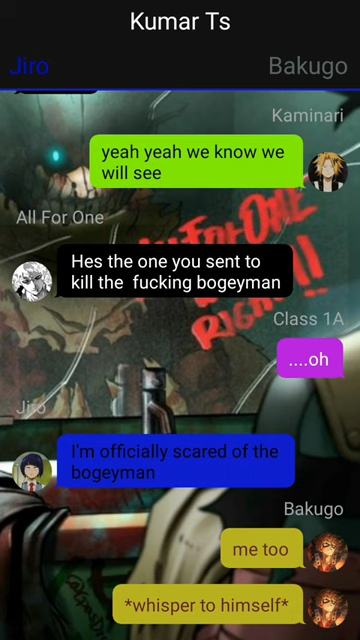 Kumar Ts
Jiro
Bakugo
Kaminari
yeah yeah we know we
will see
All For One
Hes the one you sent to
kill the fucking bogeyman
Class 1A
....oh
Jiro
I'm officially scared of the
bogeyman
Bakugo
me too
*whisper to himself*